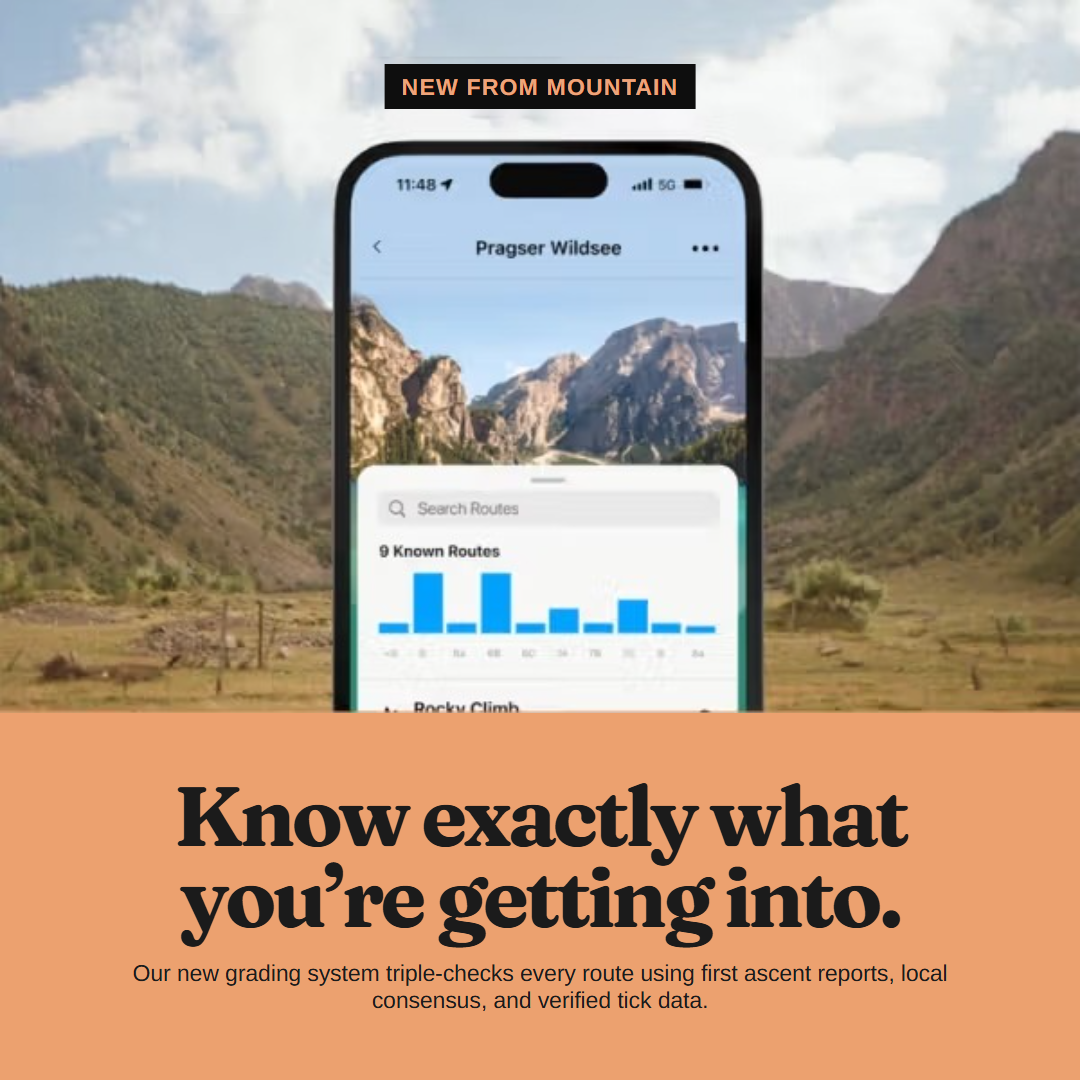 NEW FROM MOUNTAIN
11:48
5G
Pragser Wildsee
Search Routes
9 Known Routes
Rocky Climb
Know exactly what
you’re getting into.
Our new grading system triple-checks every route using first ascent reports, local
consensus, and verified tick data.